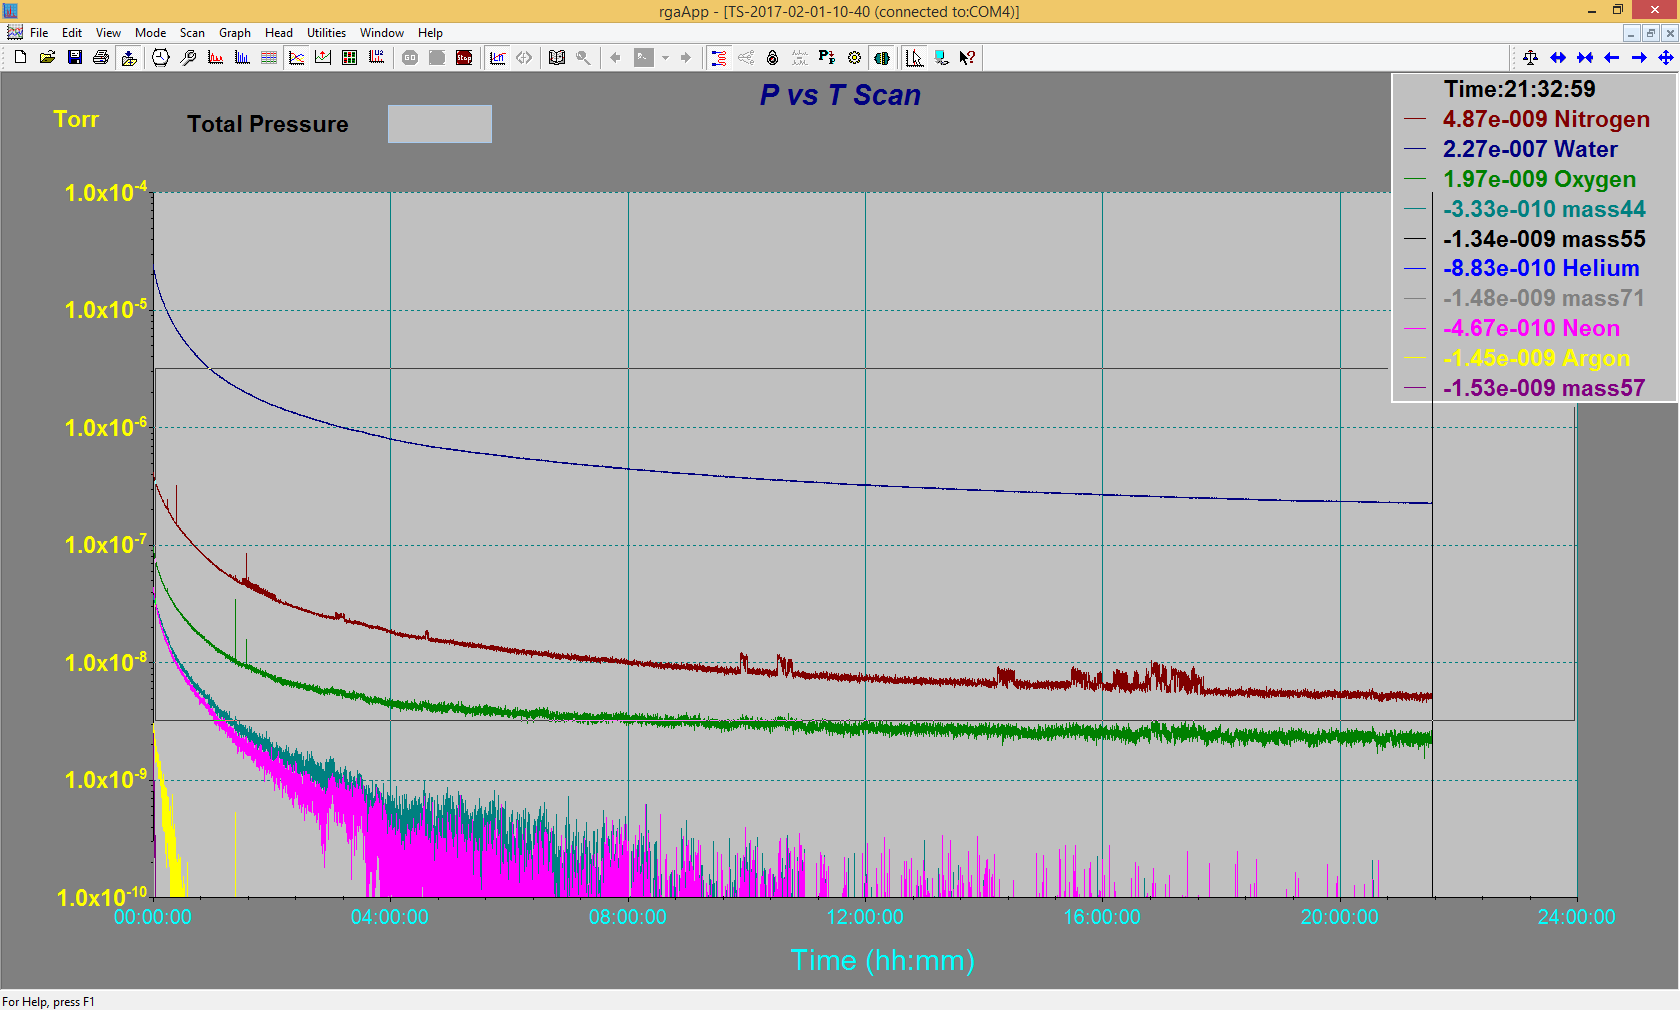 rgaApp - [TS-2017-02-01-10-40 (connected to:COM4)]
File Edit View Mode Scan Graph Head Utilities Window Help
GO Stop
P vs T Scan
Torr
Total Pressure
Time:21:32:59
4.87e-009 Nitrogen
2.27e-007 Water
1.97e-009 Oxygen
-3.33e-010 mass44
-1.34e-009 mass55
-8.83e-010 Helium
-1.48e-009 mass71
-4.67e-010 Neon
-1.45e-009 Argon
-1.53e-009 mass57
1.0x10-4
1.0x10-5
1.0x10-6
1.0x10-7
1.0x10-8
1.0x10-9
1.0x10-10
00:00:00 04:00:00 08:00:00 12:00:00 16:00:00 20:00:00 24:00:00
Time (hh:mm)
For Help, press F1